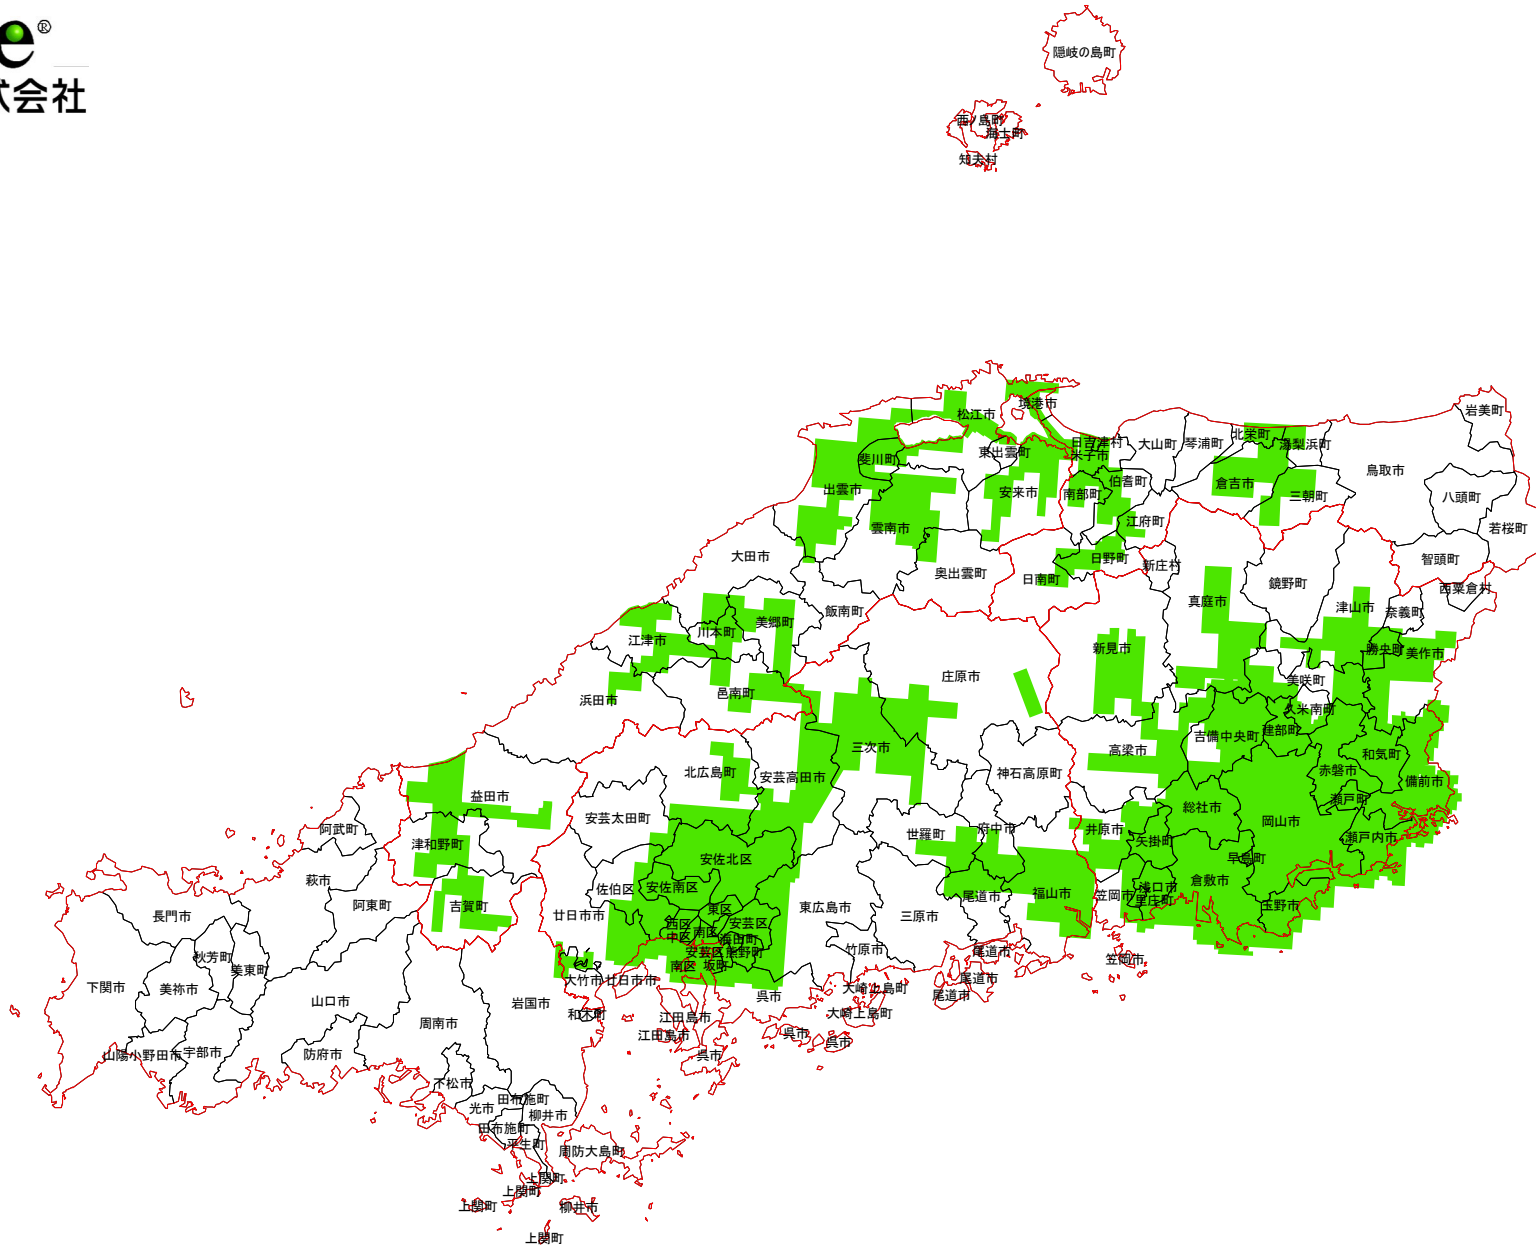 e®
式会社
隠岐の島町
西ノ島町
海士町
知夫村
境港市
松江市
岩美町
北栄町
日吉津村
大山町
琴浦町
湯梨浜町
東出雲町
米子市
斐川町
鳥取市
伯耆町
倉吉市
出雲市
安来市
南部町
三朝町
八頭町
江府町
雲南市
若桜町
大田市
日野町
智頭町
新庄村
奥出雲町
日南町
鏡野町
西粟倉村
真庭市
津山市
飯南町
奈義町
美郷町
川本町
江津市
新見市
勝央町
美作市
庄原市
美咲町
邑南町
浜田市
久米南町
建部町
吉備中央町
三次市
高梁市
和気町
北広島町
安芸高田市
神石高原町
赤磐市
備前市
益田市
瀬戸町
総社市
安芸太田町
岡山市
阿武町
府中市
井原市
世羅町
瀬戸内市
矢掛町
津和野町
早島町
安佐北区
萩市
倉敷市
安佐南区
浅口市
佐伯区
福山市
笠岡市
尾道市
里庄町
阿東町
吉賀町
玉野市
東区
東広島市
長門市
廿日市市
三原市
西区
安芸区
南区
中区
海田町
竹原市
安芸区
熊野町
尾道市
秋芳町
笠岡市
南区
坂町
美東町
大竹市
廿日市市
尾道市
下関市
美祢市
大崎上島町
尾道市
呉市
山口市
岩国市
和木町
大崎上島町
江田島市
周南市
江田島市
呉市
呉市
山陽小野田市
宇部市
防府市
呉市
下松市
田布施町
光市
柳井市
田布施町
平生町
周防大島町
上関町
上関町
上関町
柳井市
上関町